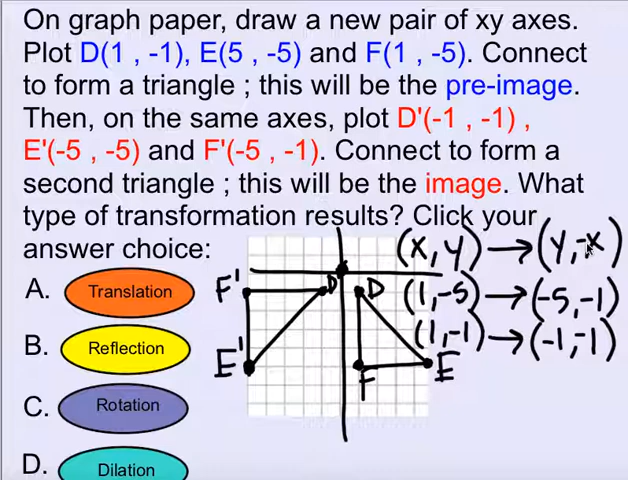 On graph paper, draw a new pair of xy axes.
Plot D(1 , -1), E(5 , -5) and F(1 , -5). Connect
to form a triangle ; this will be the pre-image.
Then, on the same axes, plot D'(-1 , -1) ,
E'(-5 , -5) and F'(-5 , -1). Connect to form a
second triangle ; this will be the image. What
type of transformation results? Click your
answer choice:
(x,y)→(y,-x)
A. Translation
F' D' D (1,-5)→(-5,-1)
(1,-1)→(-1,-1)
B. Reflection
E' F E
C. Rotation
D. Dilation